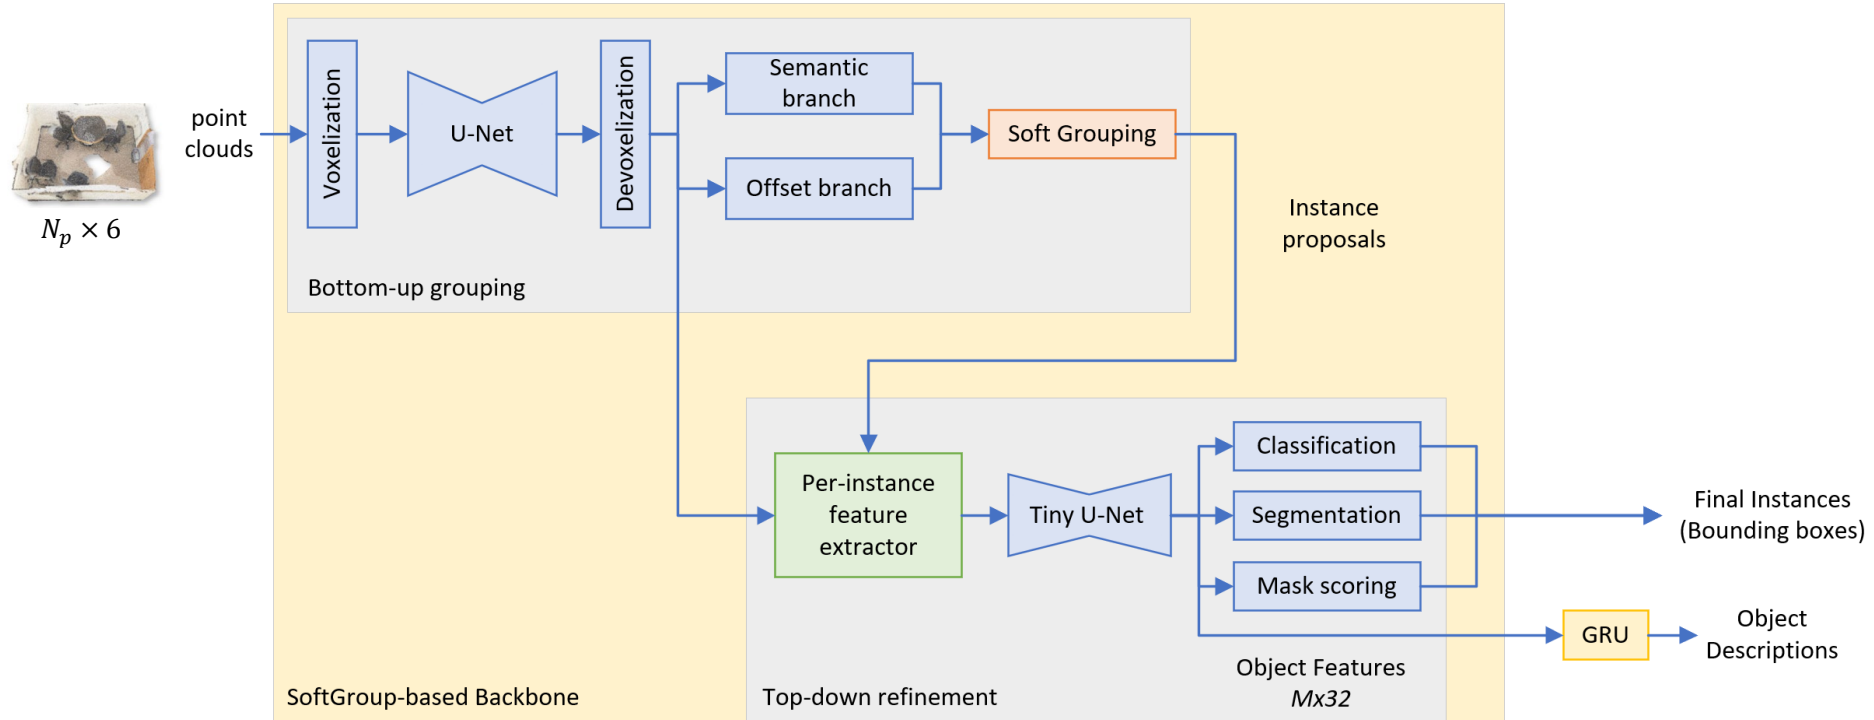 point
clouds
N_p × 6
Voxelization
U-Net
Devoxelization
Semantic
branch
Offset branch
Soft Grouping
Bottom-up grouping
Instance
proposals
Per-instance
feature
extractor
Tiny U-Net
Classification
Segmentation
Mask scoring
Final Instances
(Bounding boxes)
GRU
Object
Descriptions
Object Features
Mx32
Top-down refinement
SoftGroup-based Backbone